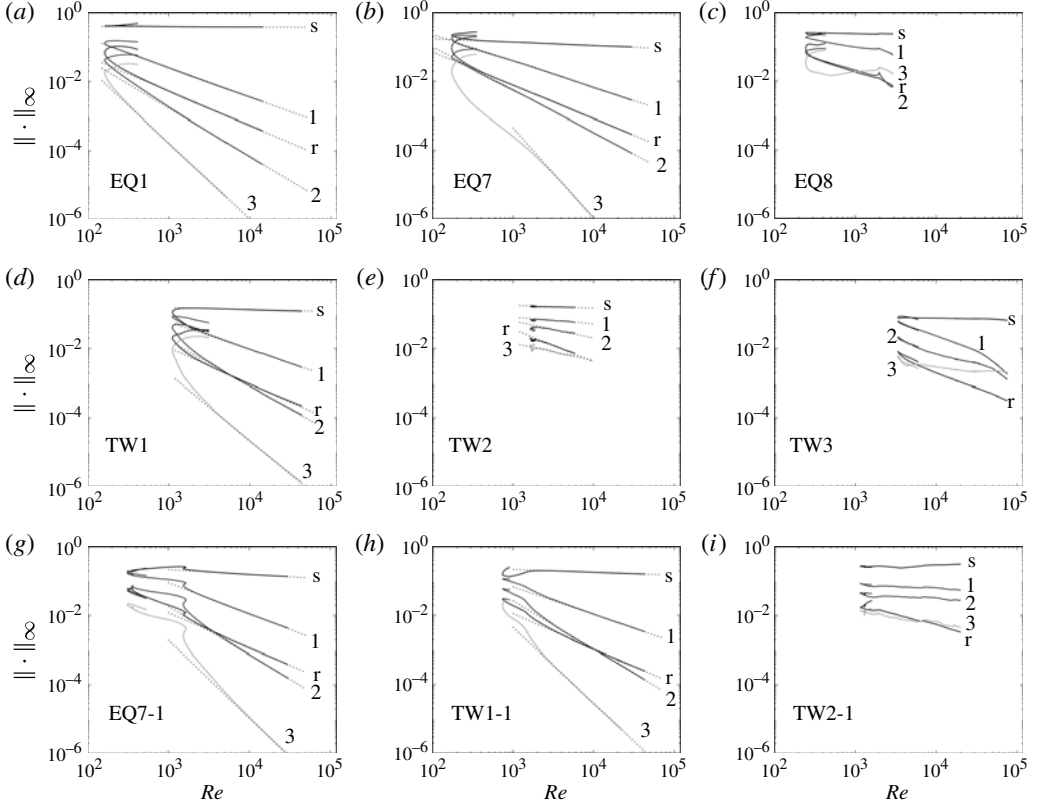 (a) (b) (c)
10^0 10^0 10^0
s s s
1
3
r
2
10^-2 10^-2 10^-2
1 1
|| · ||∞
r r
10^-4 10^-4 10^-4
2 2
EQ1 EQ7 EQ8
3 3
10^-6 10^-6 10^-6
10^2 10^3 10^4 10^5 10^2 10^3 10^4 10^5 10^2 10^3 10^4 10^5
(d) (e) (f)
10^0 10^0 10^0
s s s
r 1 2 1
2
3 3
10^-2 10^-2 10^-2
1
|| · ||∞
r r
2
10^-4 10^-4 10^-4
TW1 TW2 TW3
3
10^-6 10^-6 10^-6
10^2 10^3 10^4 10^5 10^2 10^3 10^4 10^5 10^2 10^3 10^4 10^5
(g) (h) (i)
10^0 10^0 10^0
s s s
1
2
10^-2 10^-2 10^-2
1 1 3
r
|| · ||∞
r r
2 2
10^-4 10^-4 10^-4
EQ7-1 TW1-1 TW2-1
3 3
10^-6 10^-6 10^-6
10^2 10^3 10^4 10^5 10^2 10^3 10^4 10^5 10^2 10^3 10^4 10^5
Re Re Re